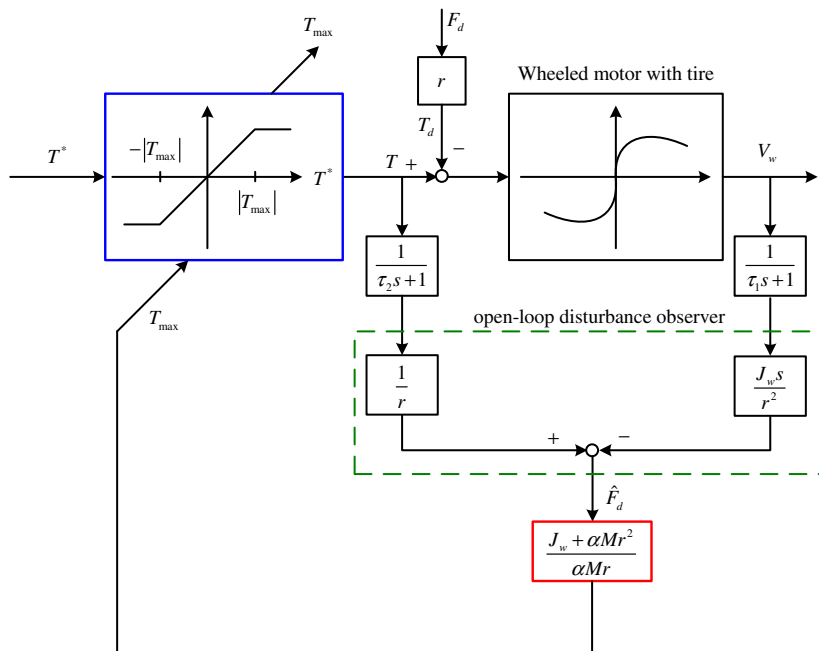 T_max
F_d
r
Wheeled motor with tire
T_d
−
T^*
−|T_max|
|T_max|
T^*
T +
V_w
1/(τ_2 s+1)
1/(τ_1 s+1)
T_max
open-loop disturbance observer
1/r
J_w s/r^2
+ −
F̂_d
(J_w + αMr^2)/(αMr)